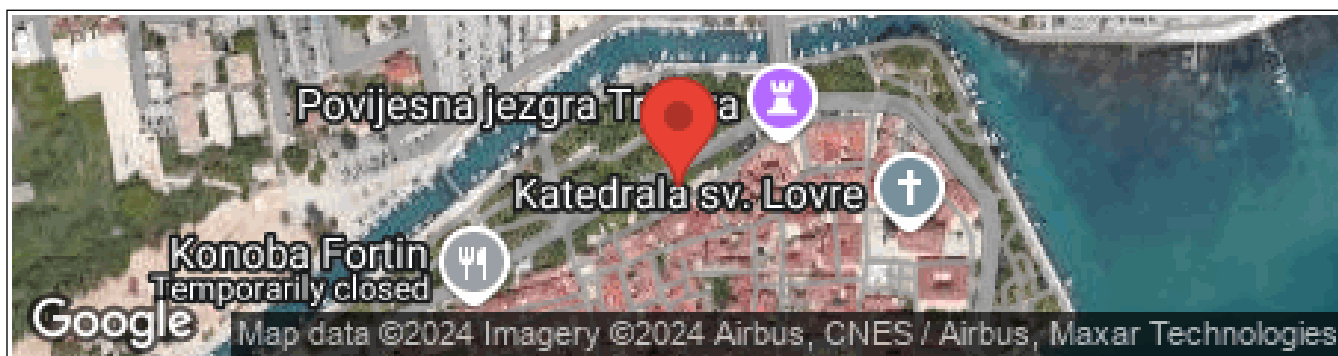 Povijesna jezgra Tr
Katedrala sv. Lovre
Konoba Fortin
Temporarily closed
Google
Map data ©2024 Imagery ©2024 Airbus, CNES / Airbus, Maxar Technologies